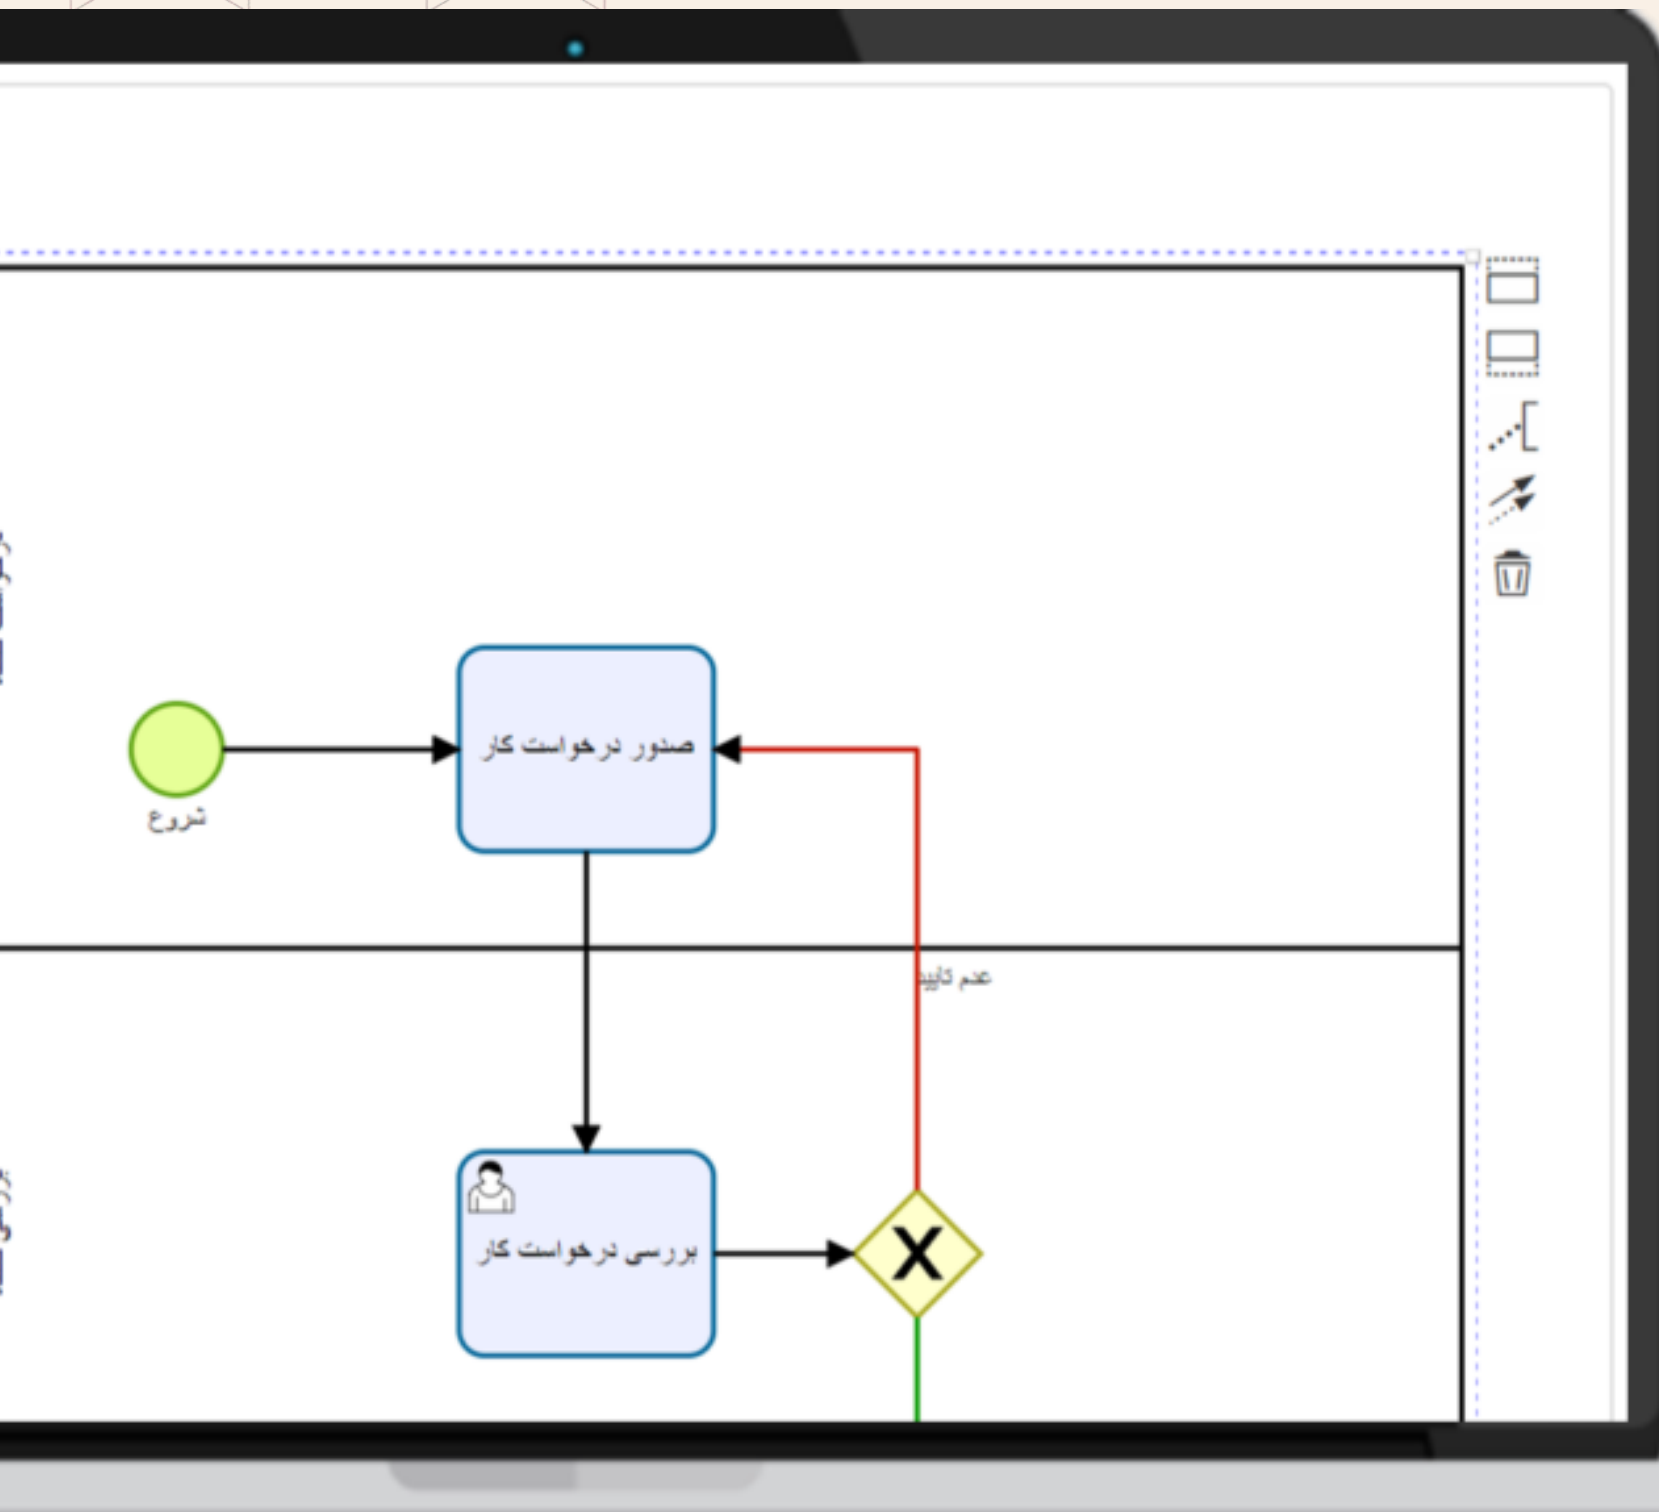 صدور درخواست کار
شروع
عدم تایید
بررسی درخواست کار
X